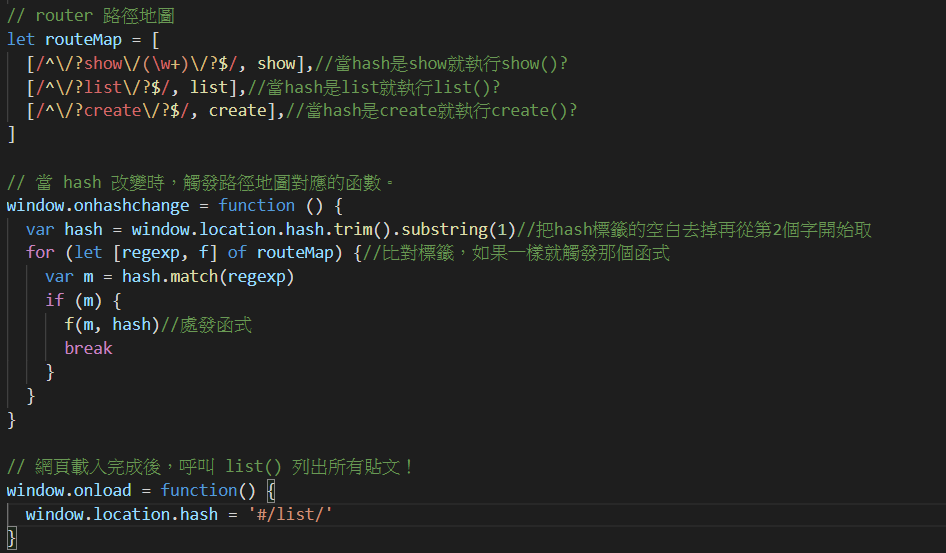 // router 路徑地圖
let routeMap = [
  [/^\/?show\/(\w+)\/?$/, show],//當hash是show就執行show()?
  [/^\/?list\/?$/, list],//當hash是list就執行list()?
  [/^\/?create\/?$/, create],//當hash是create就執行create()?
]
// 當 hash 改變時，觸發路徑地圖對應的函數。
window.onhashchange = function () {
  var hash = window.location.hash.trim().substring(1)//把hash標籤的空白去掉再從第2個字開始取
  for (let [regexp, f] of routeMap) {//比對標籤，如果一樣就觸發那個函式
    var m = hash.match(regexp)
    if (m) {
      f(m, hash)//處發函式
      break
    }
  }
}
// 網頁載入完成後，呼叫 list() 列出所有貼文！
window.onload = function() {
  window.location.hash = '#/list/'
}